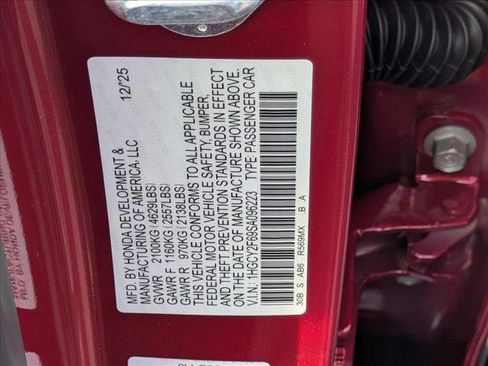 12/25
MFD. BY HONDA DEVELOPMENT &
MANUFACTURING OF AMERICA. LLC
GVWR 2100KG (4629LBS)
GAWR F 1160KG (2557LBS)
GAWR R 970KG (2138LBS)
THIS VEHICLE CONFORMS TO ALL APPLICABLE
FEDERAL MOTOR VEHICLE SAFETY, BUMPER,
AND THEFT PREVENTION STANDARDS IN EFFECT
ON THE DATE OF MANUFACTURE SHOWN ABOVE.
V.I.N.: 1HGCY2F69SA096223 TYPE PASSENGER CAR
30B S AB6 R569MX B A